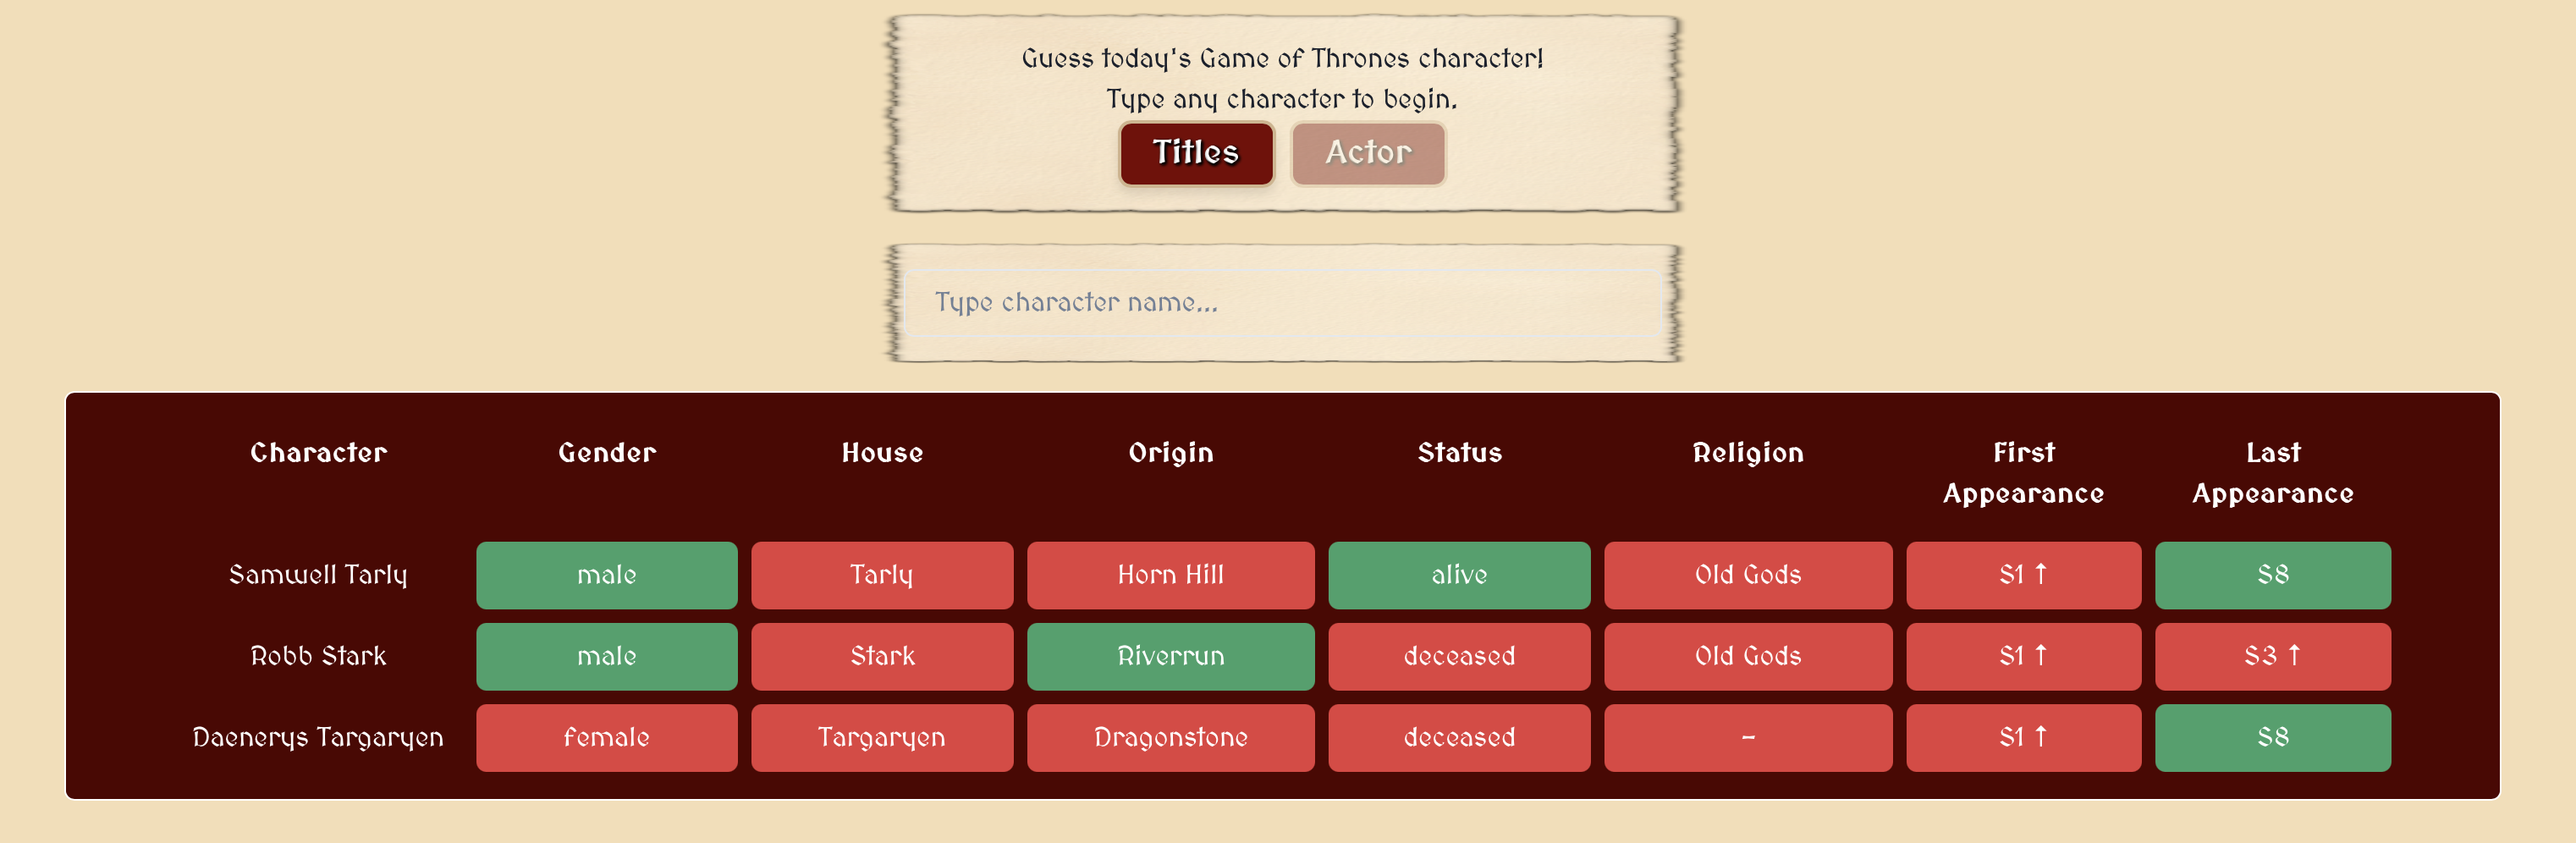 Guess today's Game of Thrones character!
Type any character to begin.
Titles Actor
Type character name...
Character Gender House Origin Status Religion First Appearance Last Appearance
Samwell Tarly male Tarly Horn Hill alive Old Gods S1 ↑ S8
Robb Stark male Stark Riverrun deceased Old Gods S1 ↑ S3 ↑
Daenerys Targaryen female Targaryen Dragonstone deceased - S1 ↑ S8